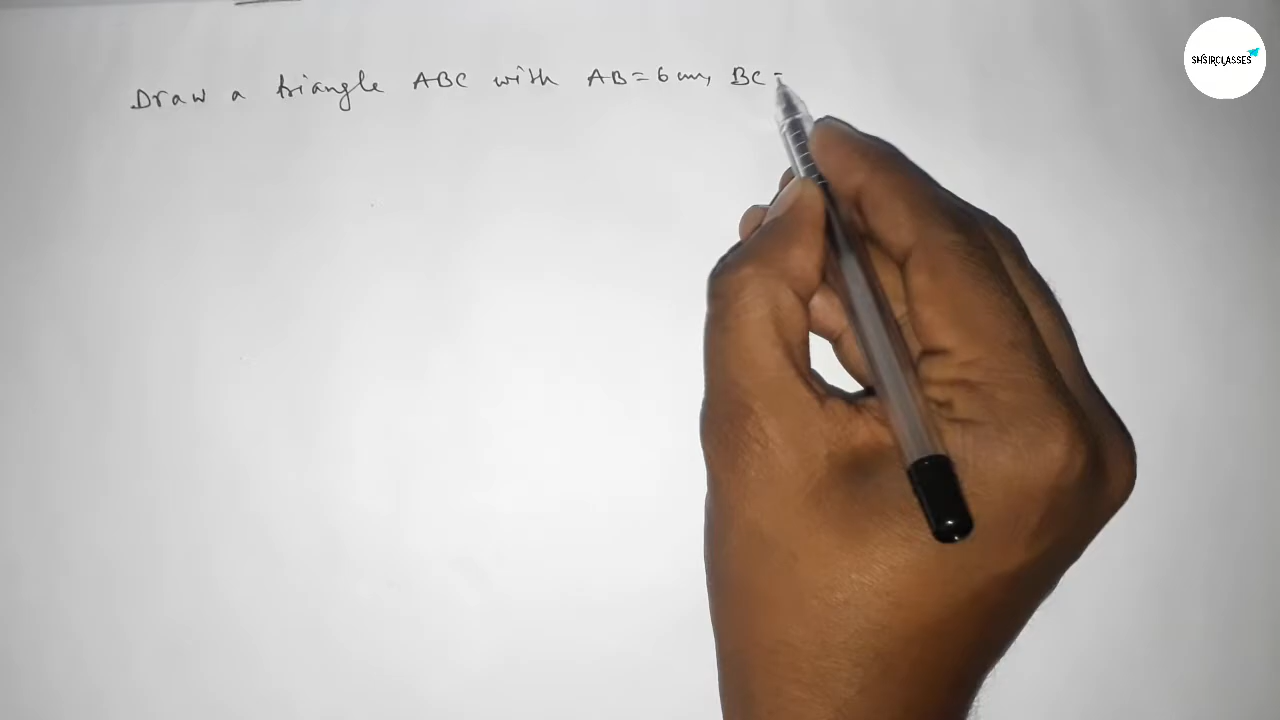 SHSIRCLASSES
Draw a triangle ABC with AB = 6 cm, BC =